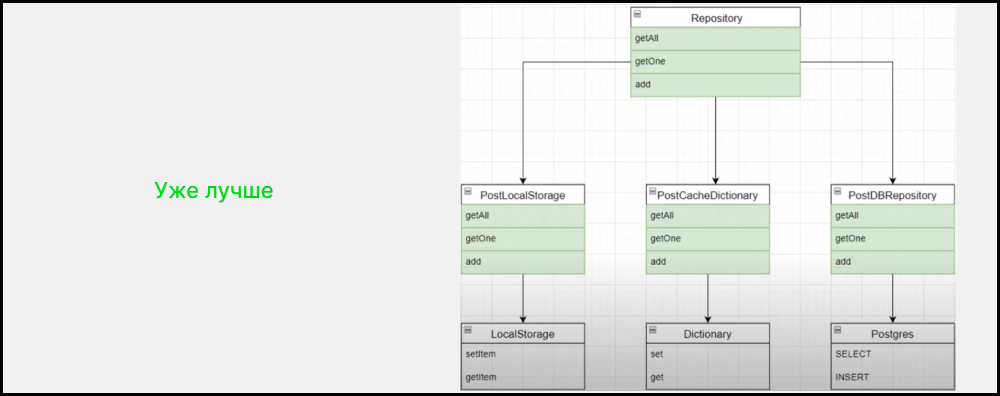 Уже лучше
Repository
getAll
getOne
add
PostLocalStorage
getAll
getOne
add
PostCacheDictionary
getAll
getOne
add
PostDBRepository
getAll
getOne
add
LocalStorage
setItem
getItem
Dictionary
set
get
Postgres
SELECT
INSERT